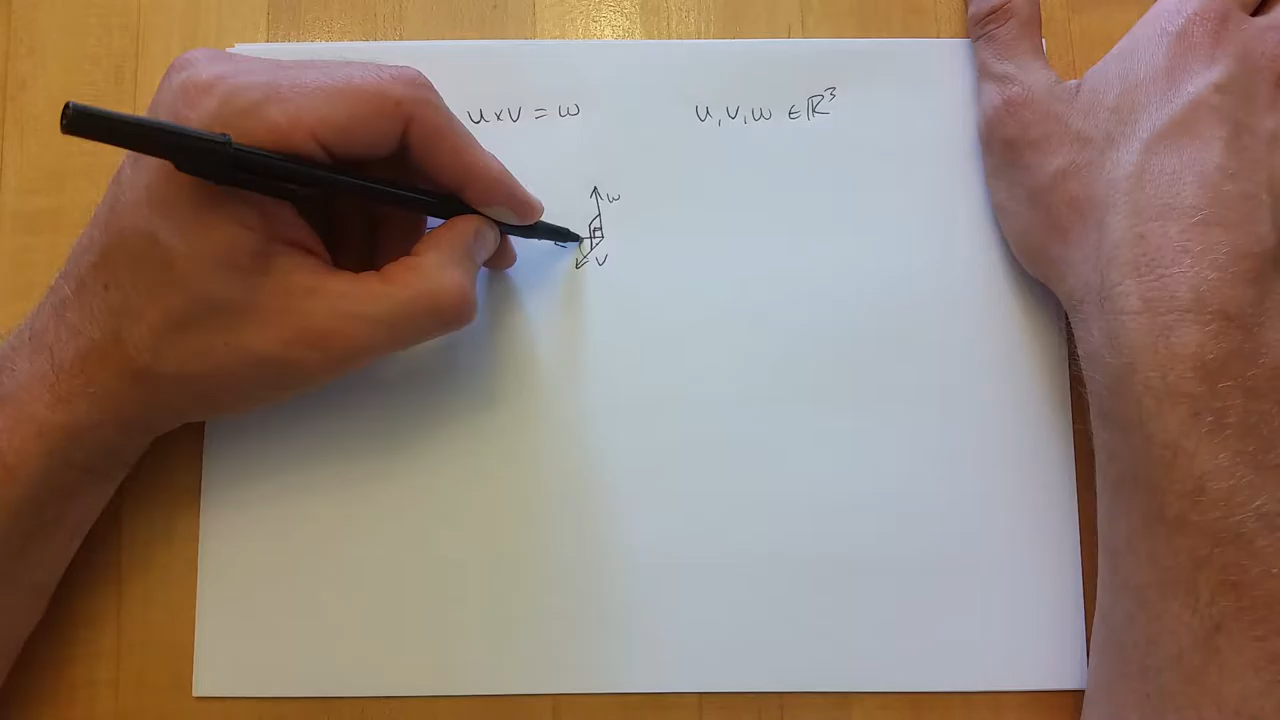 u×v = w
u,v,w ∈ ℝ³
w
v